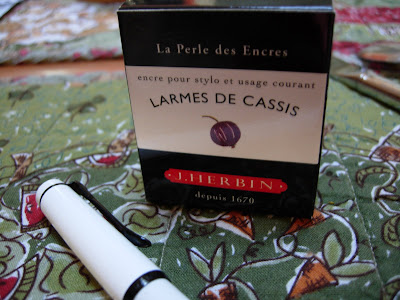 La Perle des Encres
encre pour stylo et usage courant
LARMES DE CASSIS
J.HERBIN
depuis 1670